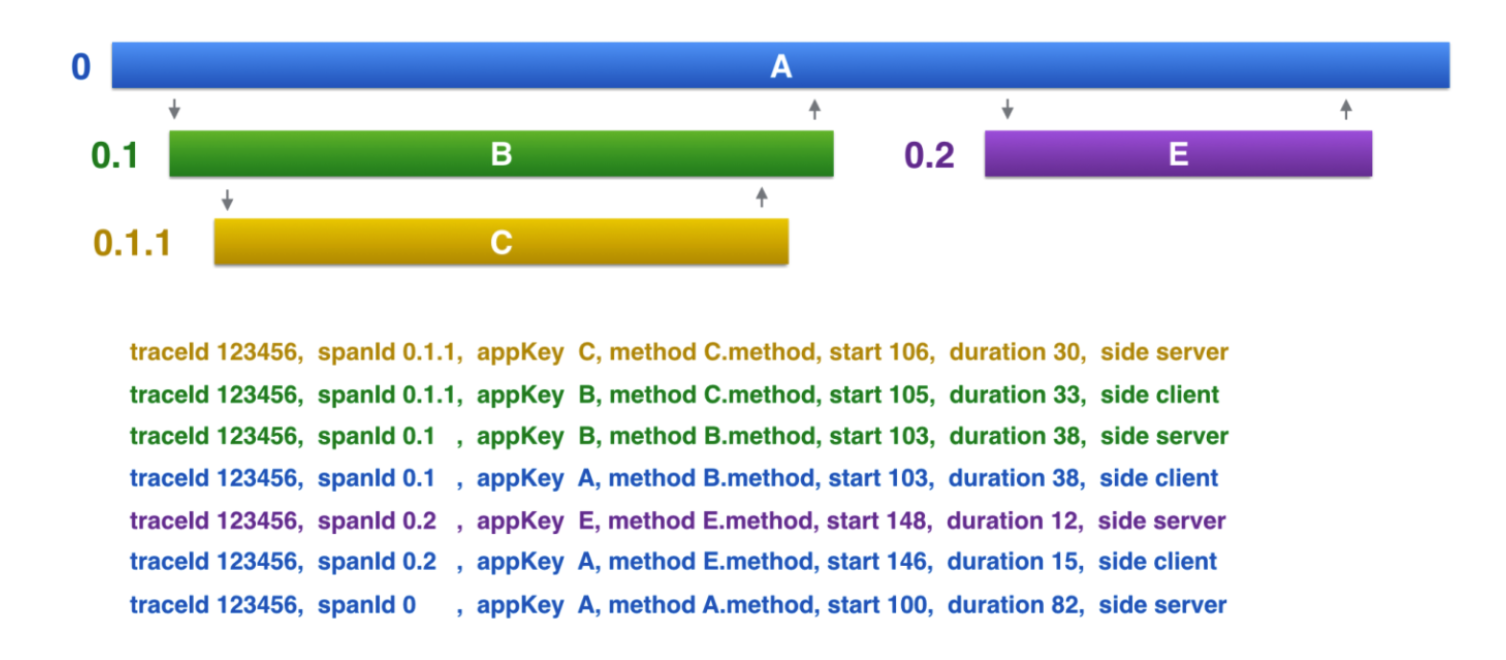 0 A
0.1 B 0.2 E
0.1.1 C
traceId 123456, spanId 0.1.1, appKey C, method C.method, start 106, duration 30, side server
traceId 123456, spanId 0.1.1, appKey B, method C.method, start 105, duration 33, side client
traceId 123456, spanId 0.1 , appKey B, method B.method, start 103, duration 38, side server
traceId 123456, spanId 0.1 , appKey A, method B.method, start 103, duration 38, side client
traceId 123456, spanId 0.2 , appKey E, method E.method, start 148, duration 12, side server
traceId 123456, spanId 0.2 , appKey A, method E.method, start 146, duration 15, side client
traceId 123456, spanId 0 , appKey A, method A.method, start 100, duration 82, side server